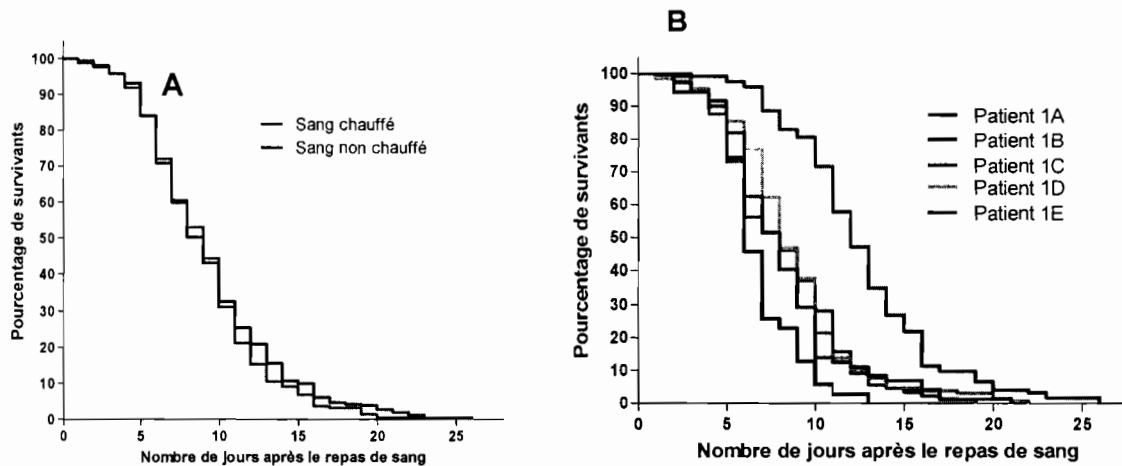 A
Pourcentage de survivants
100
90
80
70
60
50
40
30
20
10
0
Sang chauffé
Sang non chauffé
0 5 10 15 20 25
Nombre de jours après le repas de sang
B
Pourcentage de survivants
100
90
80
70
60
50
40
30
20
10
0
Patient 1A
Patient 1B
Patient 1C
Patient 1D
Patient 1E
0 5 10 15 20 25
Nombre de jours après le repas de sang